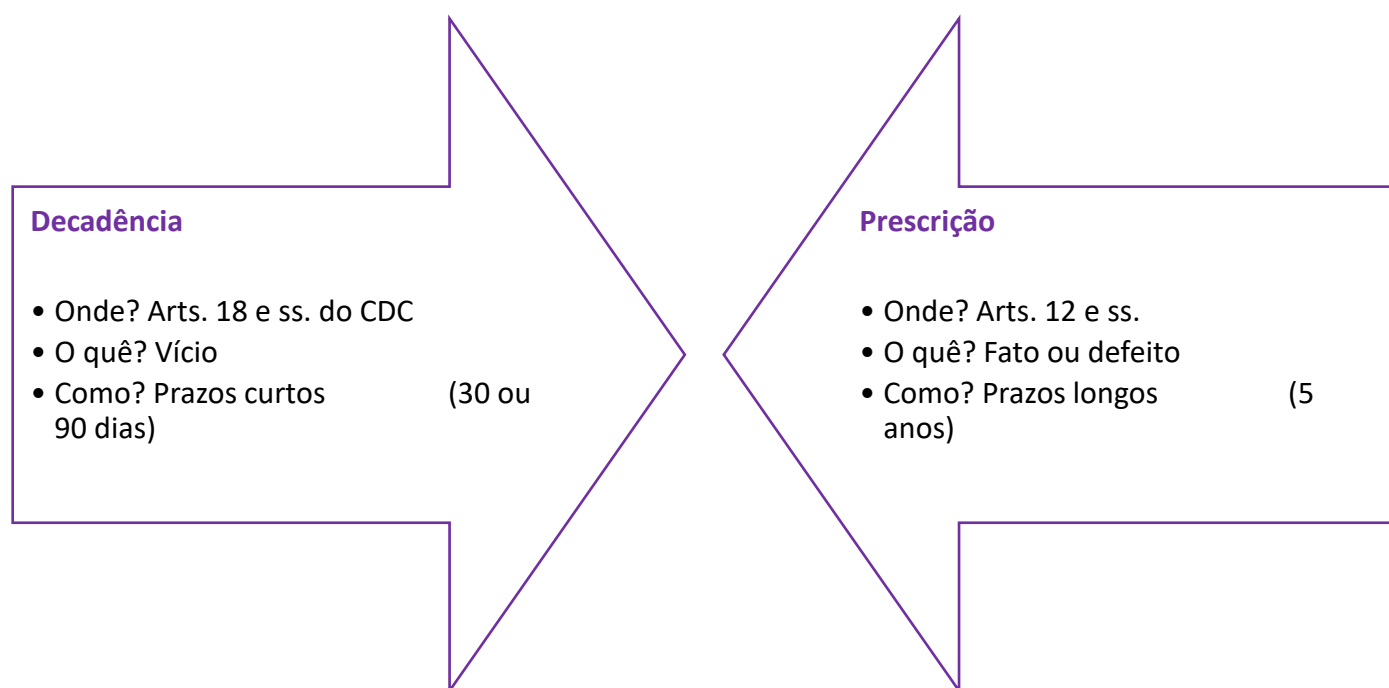 Decadência
• Onde? Arts. 18 e ss. do CDC
• O quê? Vício
• Como? Prazos curtos (30 ou
90 dias)
Prescrição
• Onde? Arts. 12 e ss.
• O quê? Fato ou defeito
• Como? Prazos longos (5
anos)